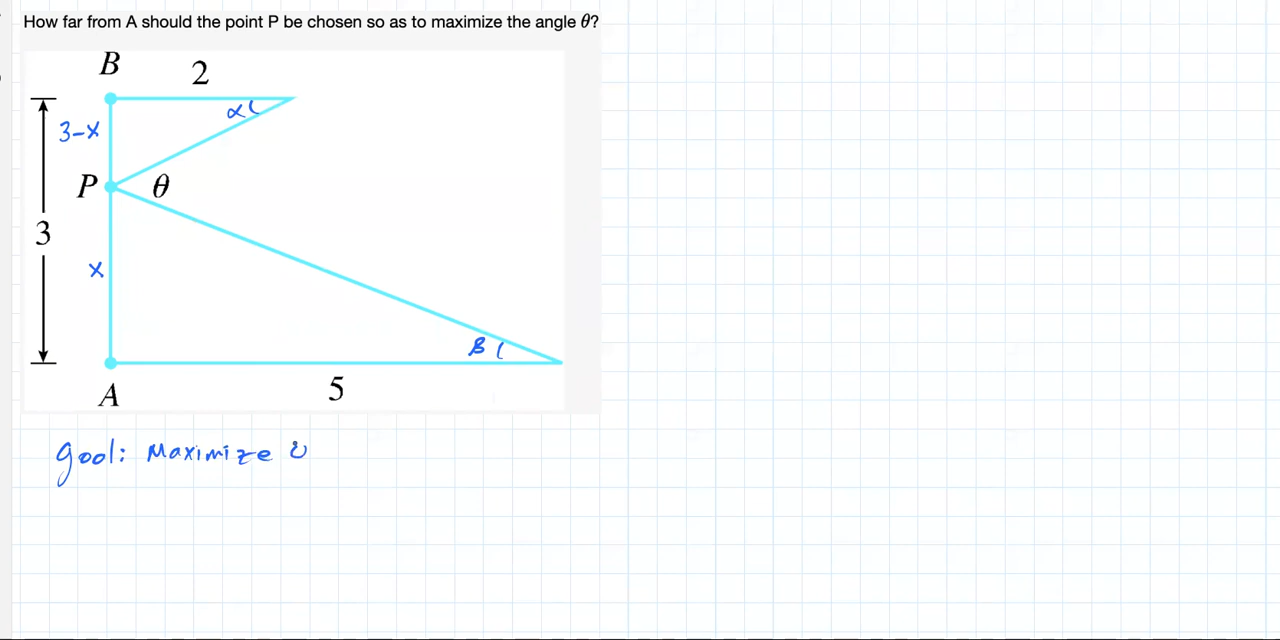 How far from A should the point P be chosen so as to maximize the angle θ?
B
2
α
3-x
P
θ
3
x
β
A
5
Gool: Maximize